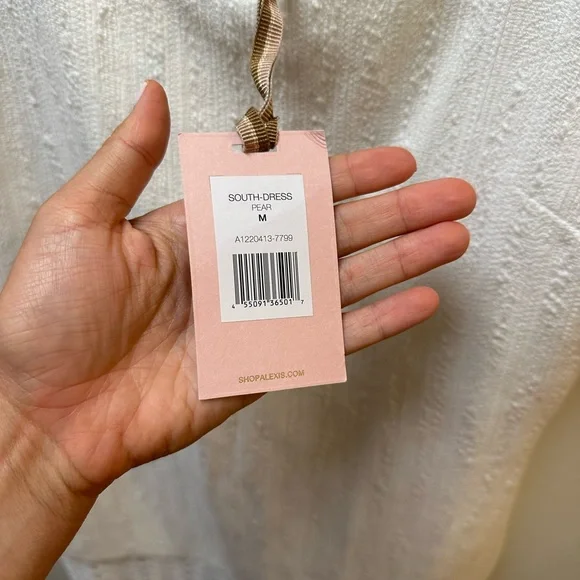 SOUTH-DRESS
PEAR
M
A1220413-7799
4 55091 36501 7
SHOPALEXIS.COM